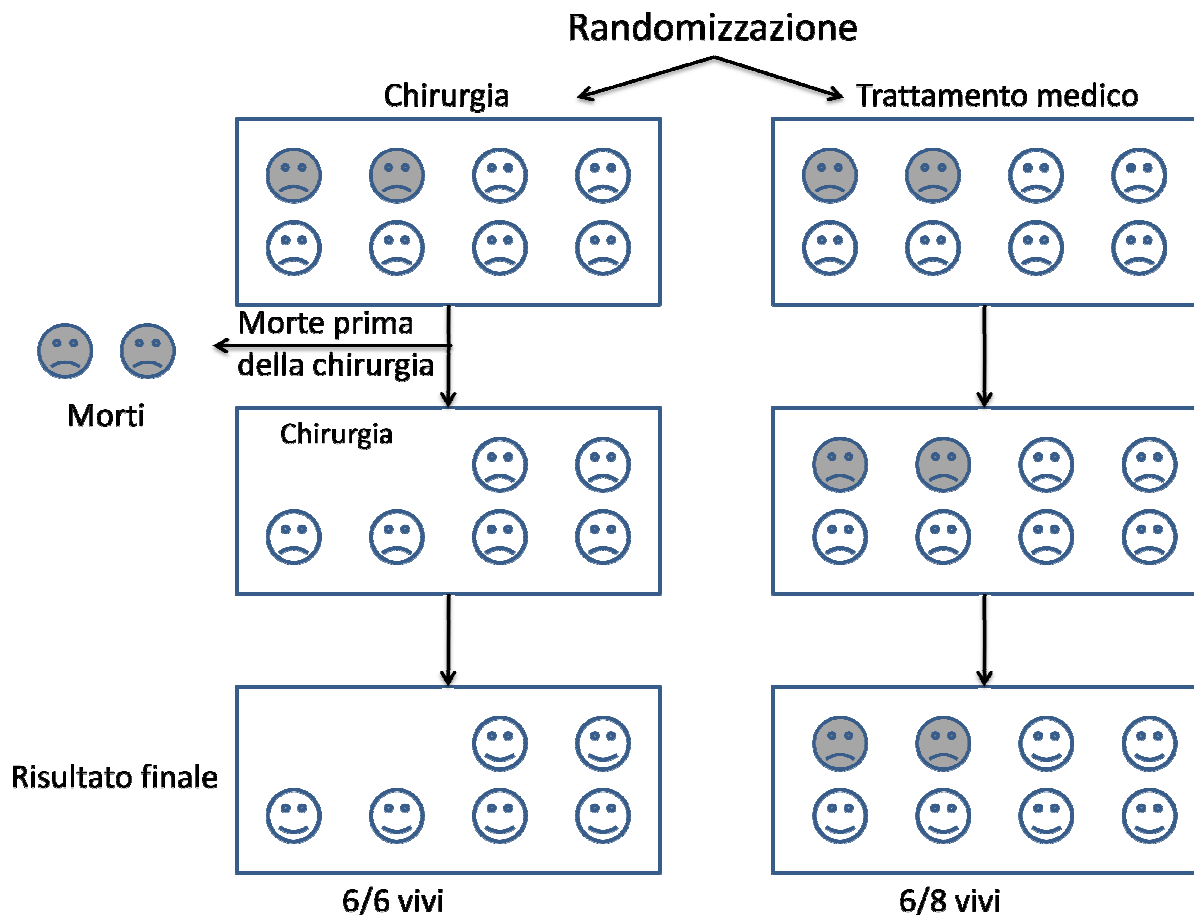 Randomizzazione
Chirurgia
Trattamento medico
Morte prima
della chirurgia
Morti
Chirurgia
Risultato finale
6/6 vivi
6/8 vivi